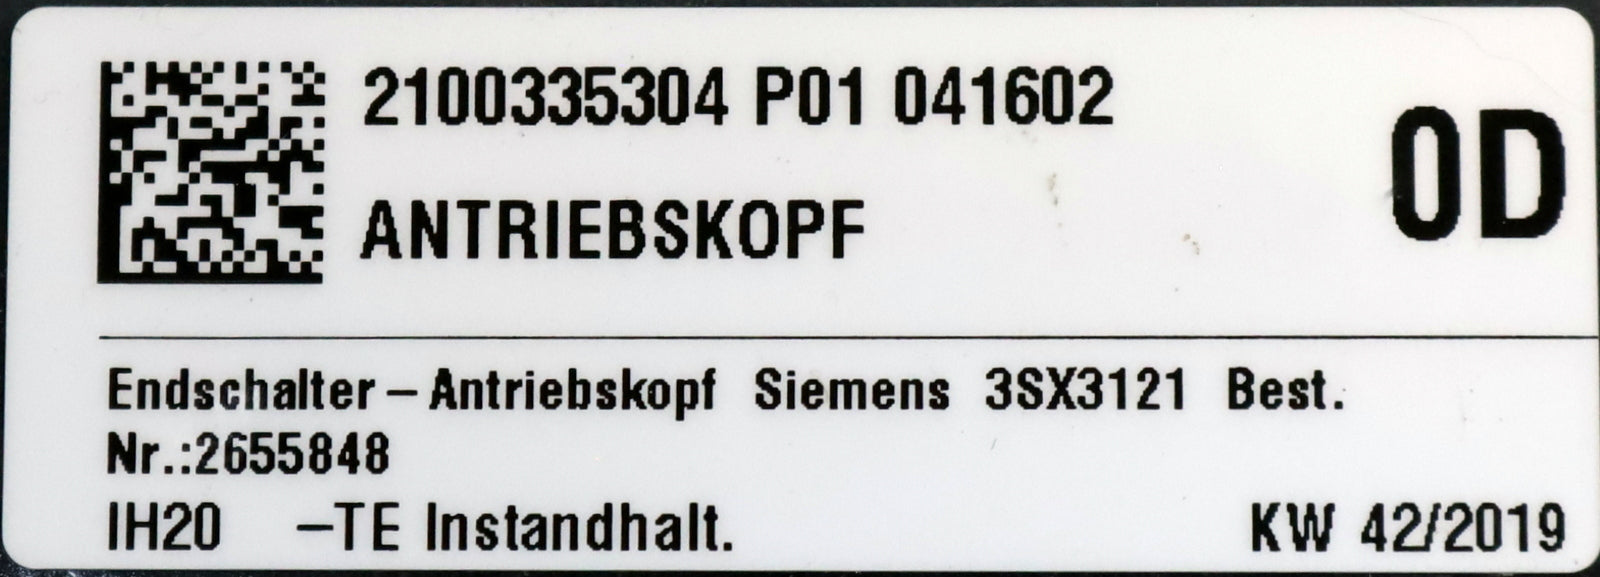 2100335304 P01 041602
0D
ANTRIEBSKOPF
Endschalter-Antriebskopf Siemens 3SX3121 Best.
Nr.:2655848
IH20 -TE Instandhalt. KW 42/2019